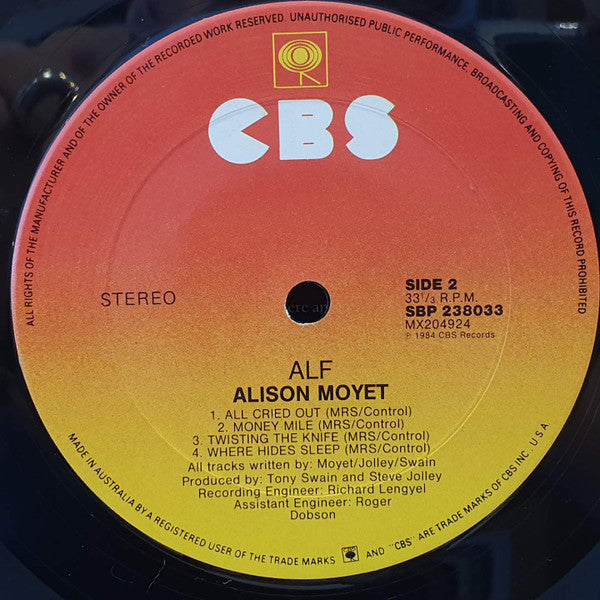 ALL RIGHTS OF THE MANUFACTURER AND OF THE OWNER OF THE RECORDED WORK RESERVED. UNAUTHORISED PUBLIC PERFORMANCE, BROADCASTING AND COPYING OF THIS RECORD PROHIBITED
CBS
STEREO
SIDE 2
33 1/3 R.P.M.
SBP 238033
MX204924
℗ 1984 CBS Records
ALF
ALISON MOYET
1. ALL CRIED OUT (MRS/Control)
2. MONEY MILE (MRS/Control)
3. TWISTING THE KNIFE (MRS/Control)
4. WHERE HIDES SLEEP (MRS/Control)
All tracks written by: Moyet/Jolley/Swain
Produced by: Tony Swain and Steve Jolley
Recording Engineer: Richard Lengyel
Assistant Engineer: Roger
Dobson
MADE IN AUSTRALIA BY A REGISTERED USER OF THE TRADE MARKS AND "CBS" ARE TRADE MARKS OF CBS INC. U.S.A.